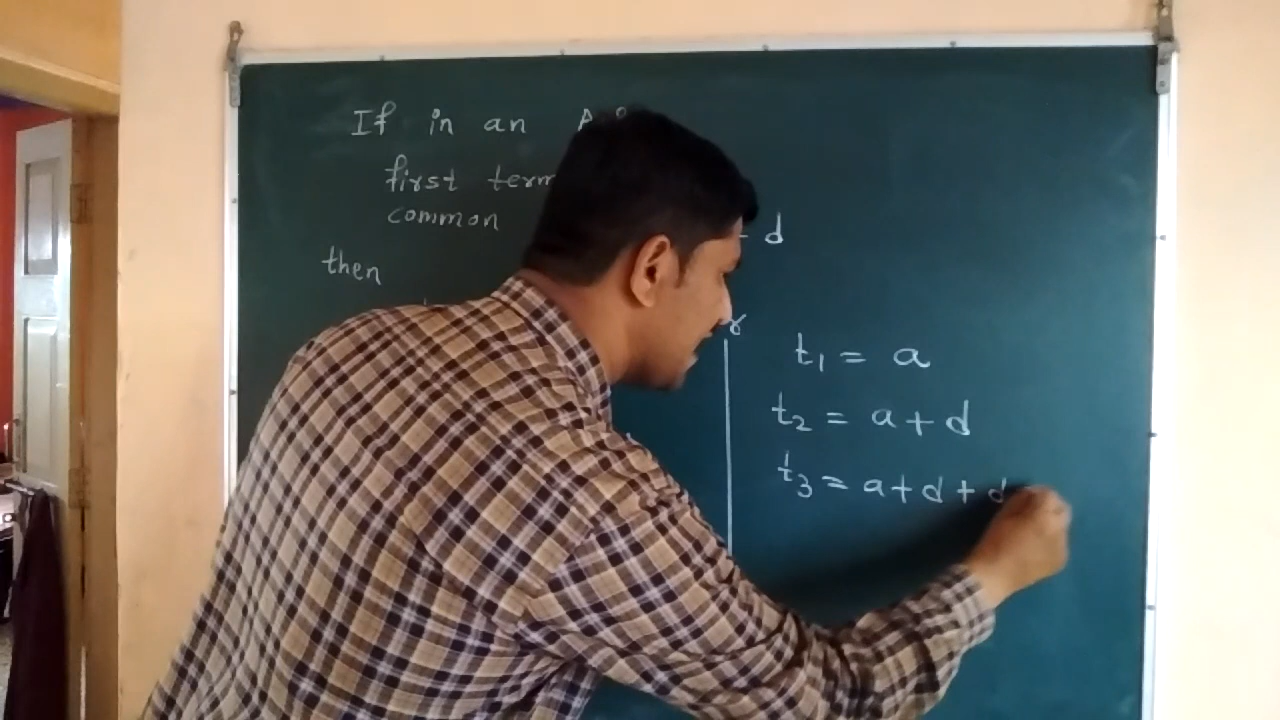 If in an A.P
first term
common d
then
r
t₁ = a
t₂ = a + d
t₃ = a + d + d